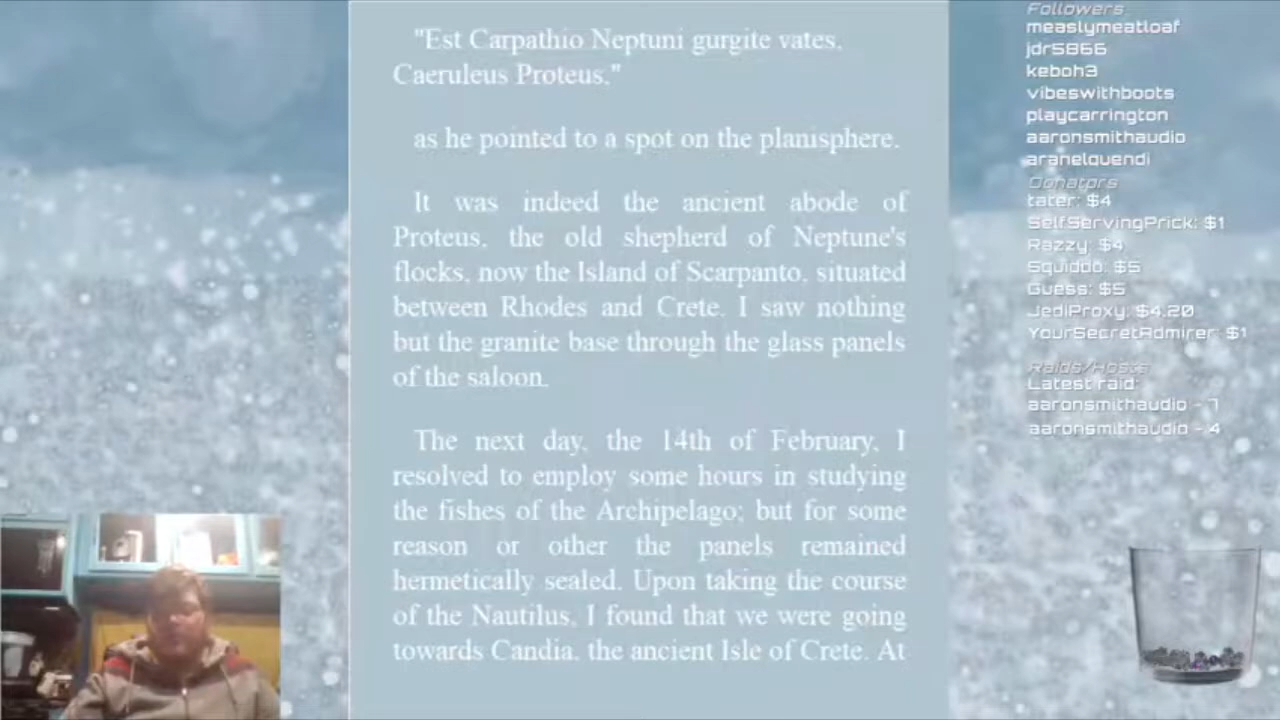 "Est Carpathio Neptuni gurgite vates,
Caeruleus Proteus,"
as he pointed to a spot on the planisphere.
It was indeed the ancient abode of
Proteus, the old shepherd of Neptune's
flocks, now the Island of Scarpanto, situated
between Rhodes and Crete. I saw nothing
but the granite base through the glass panels
of the saloon.
The next day, the 14th of February, I
resolved to employ some hours in studying
the fishes of the Archipelago; but for some
reason or other the panels remained
hermetically sealed. Upon taking the course
of the Nautilus, I found that we were going
towards Candia, the ancient Isle of Crete. At
Followers
measlymeatloaf
jdr5866
keboh3
vibeswithboots
playcarrington
aaronsmithaudio
aranelquendi
Donators
tater: $4
SelfServingPrick: $1
Razzy: $4
Squidoo: $5
Guess: $5
JediProxy: $4.20
YourSecretAdmirer: $1
Raids/Hosts
Latest raid:
aaronsmithaudio - 7
aaronsmithaudio - 4